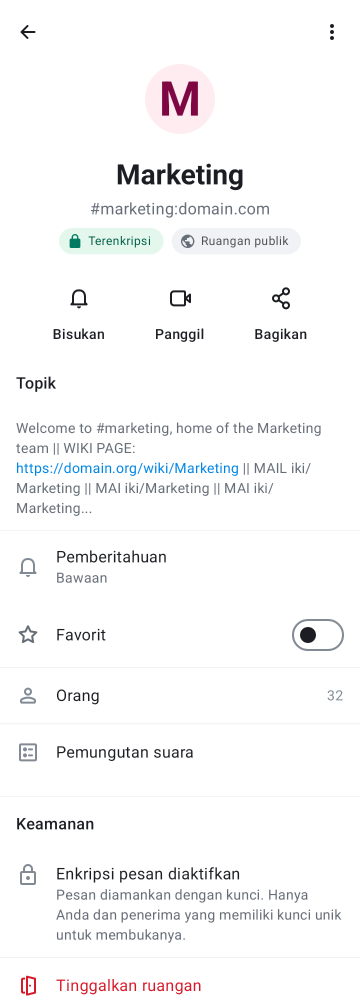 M
Marketing
#marketing:domain.com
Terenkripsi
Ruangan publik
Bisukan
Panggil
Bagikan
Topik
Welcome to #marketing, home of the Marketing
team || WIKI PAGE:
https://domain.org/wiki/Marketing || MAIL iki/
Marketing || MAI iki/Marketing || MAI iki/
Marketing...
Pemberitahuan
Bawaan
Favorit
Orang 32
Pemungutan suara
Keamanan
Enkripsi pesan diaktifkan
Pesan diamankan dengan kunci. Hanya
Anda dan penerima yang memiliki kunci unik
untuk membukanya.
Tinggalkan ruangan